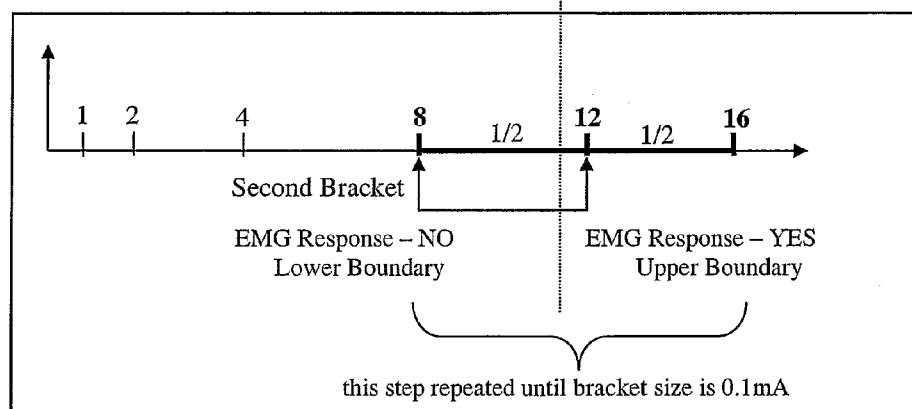 1 2 4 8 12 16
1/2 1/2
Second Bracket
EMG Response – NO EMG Response – YES
Lower Boundary Upper Boundary
this step repeated until bracket size is 0.1mA